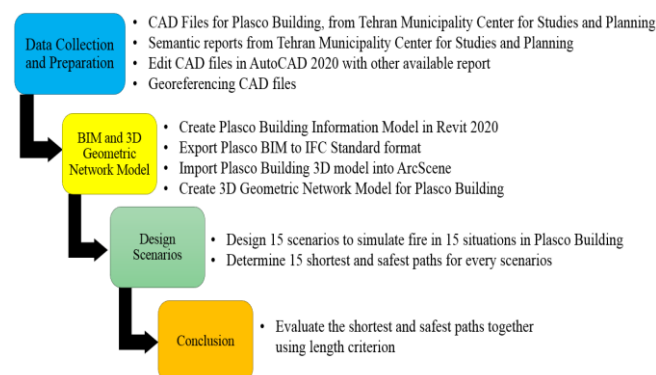 Data Collection
and Preparation
• CAD Files for Plasco Building, from Tehran Municipality Center for Studies and Planning
• Semantic reports from Tehran Municipality Center for Studies and Planning
• Edit CAD files in AutoCAD 2020 with other available report
• Georeferencing CAD files
BIM and 3D
Geometric
Network Model
• Create Plasco Building Information Model in Revit 2020
• Export Plasco BIM to IFC Standard format
• Import Plasco Building 3D model into ArcScene
• Create 3D Geometric Network Model for Plasco Building
Design
Scenarios
• Design 15 scenarios to simulate fire in 15 situations in Plasco Building
• Determine 15 shortest and safest paths for every scenarios
Conclusion
• Evaluate the shortest and safest paths together
using length criterion